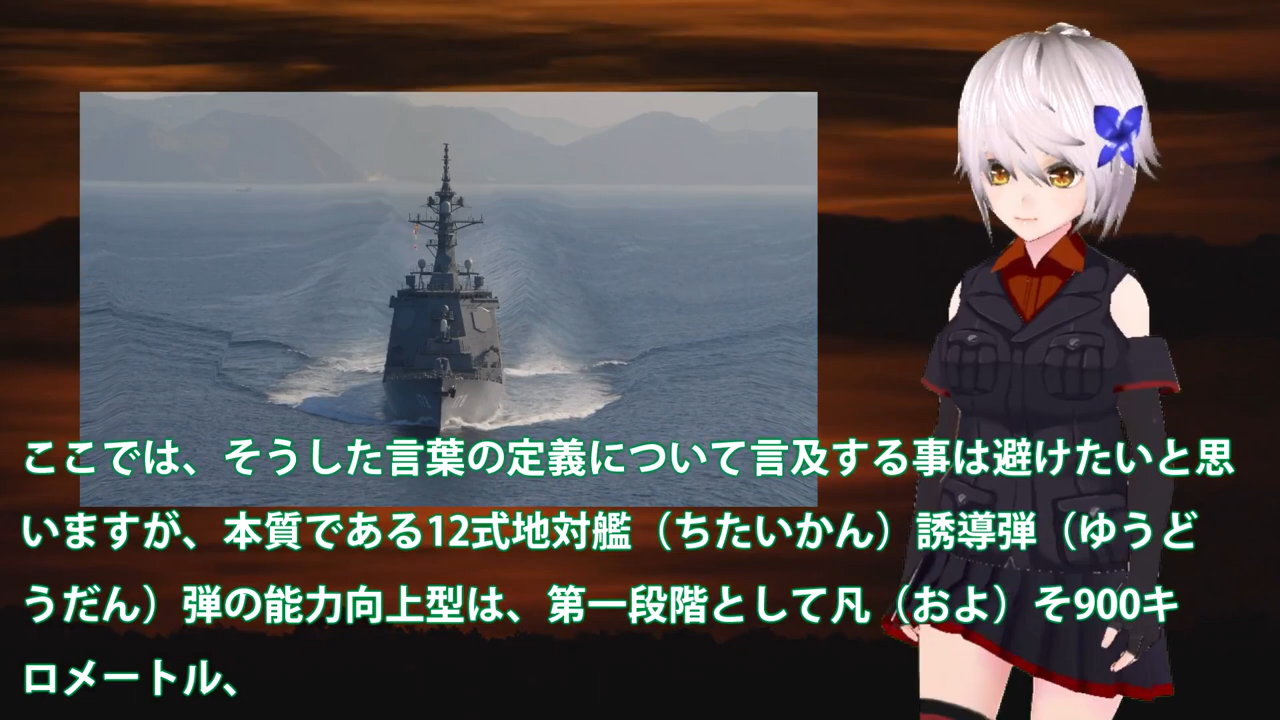 ここでは、そうした言葉の定義について言及する事は避けたいと思
いますが、本質である12式地対艦（ちたいかん）誘導弾（ゆうど
うだん）弾の能力向上型は、第一段階として凡（およ）そ900キ
ロメートル、